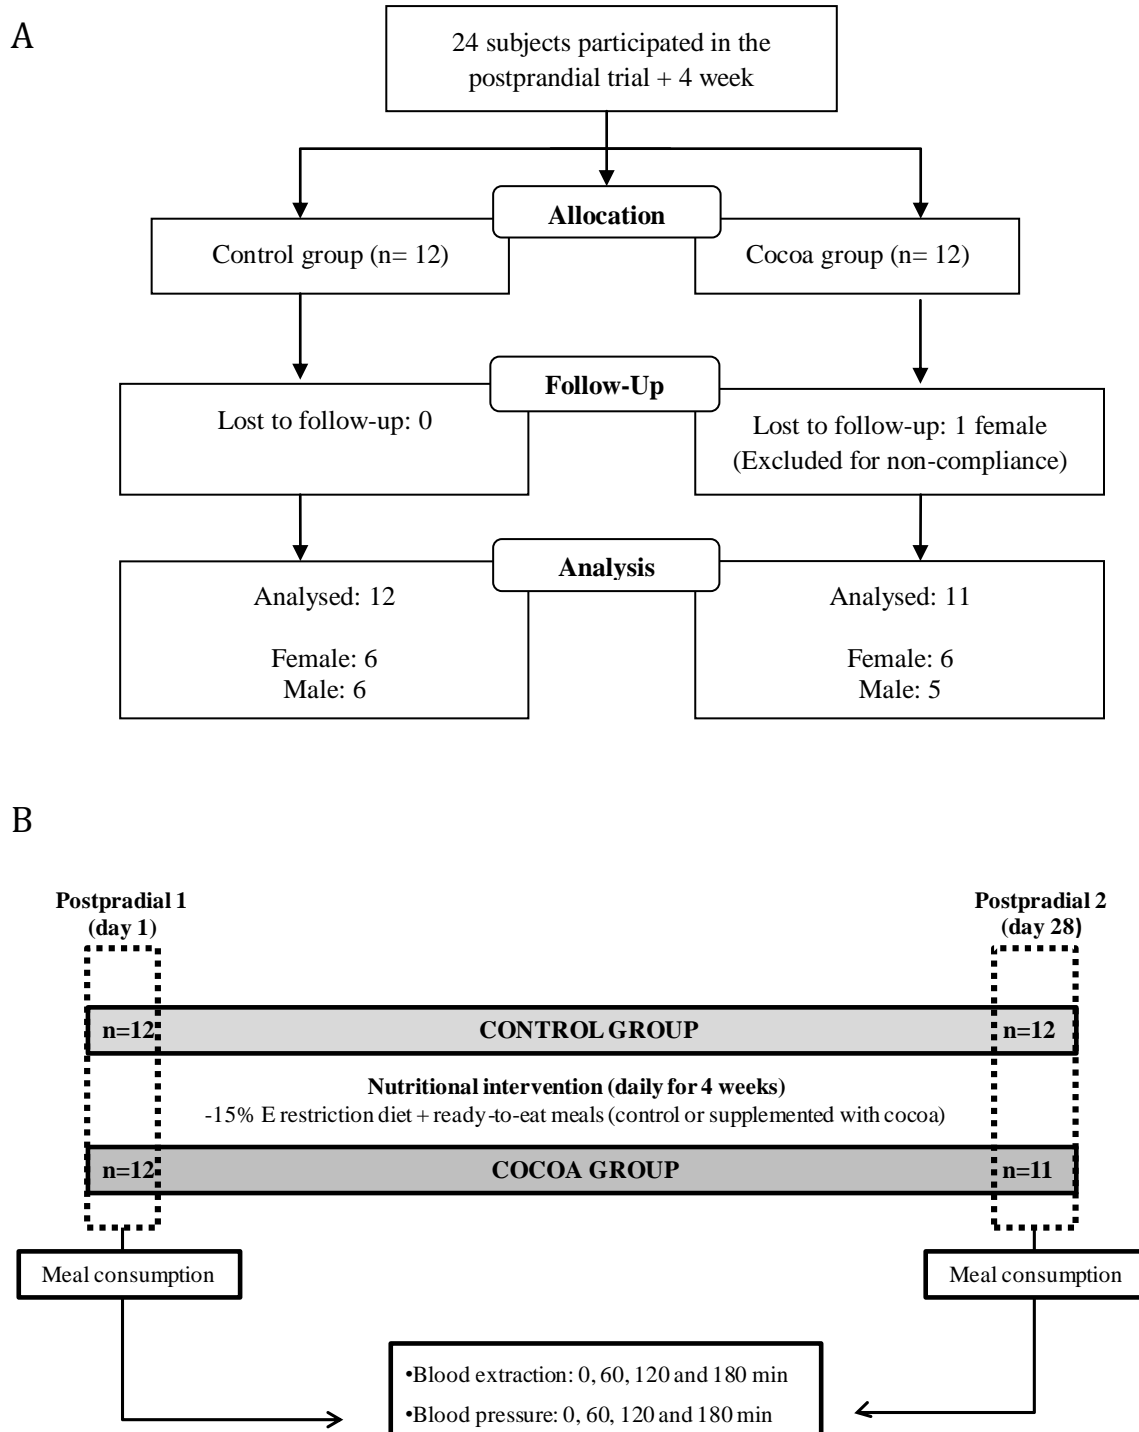 A
24 subjects participated in the
postprandial trial + 4 week
Allocation
Control group (n= 12)
Cocoa group (n= 12)
Follow-Up
Lost to follow-up: 0
Lost to follow-up: 1 female
(Excluded for non-compliance)
Analysis
Analysed: 12
Female: 6
Male: 6
Analysed: 11
Female: 6
Male: 5
B
Postpradial 1
(day 1)
Postpradial 2
(day 28)
n=12 CONTROL GROUP n=12
Nutritional intervention (daily for 4 weeks)
-15% E restriction diet + ready-to-eat meals (control or supplemented with cocoa)
n=12 COCOA GROUP n=11
Meal consumption
Meal consumption
•Blood extraction: 0, 60, 120 and 180 min
•Blood pressure: 0, 60, 120 and 180 min